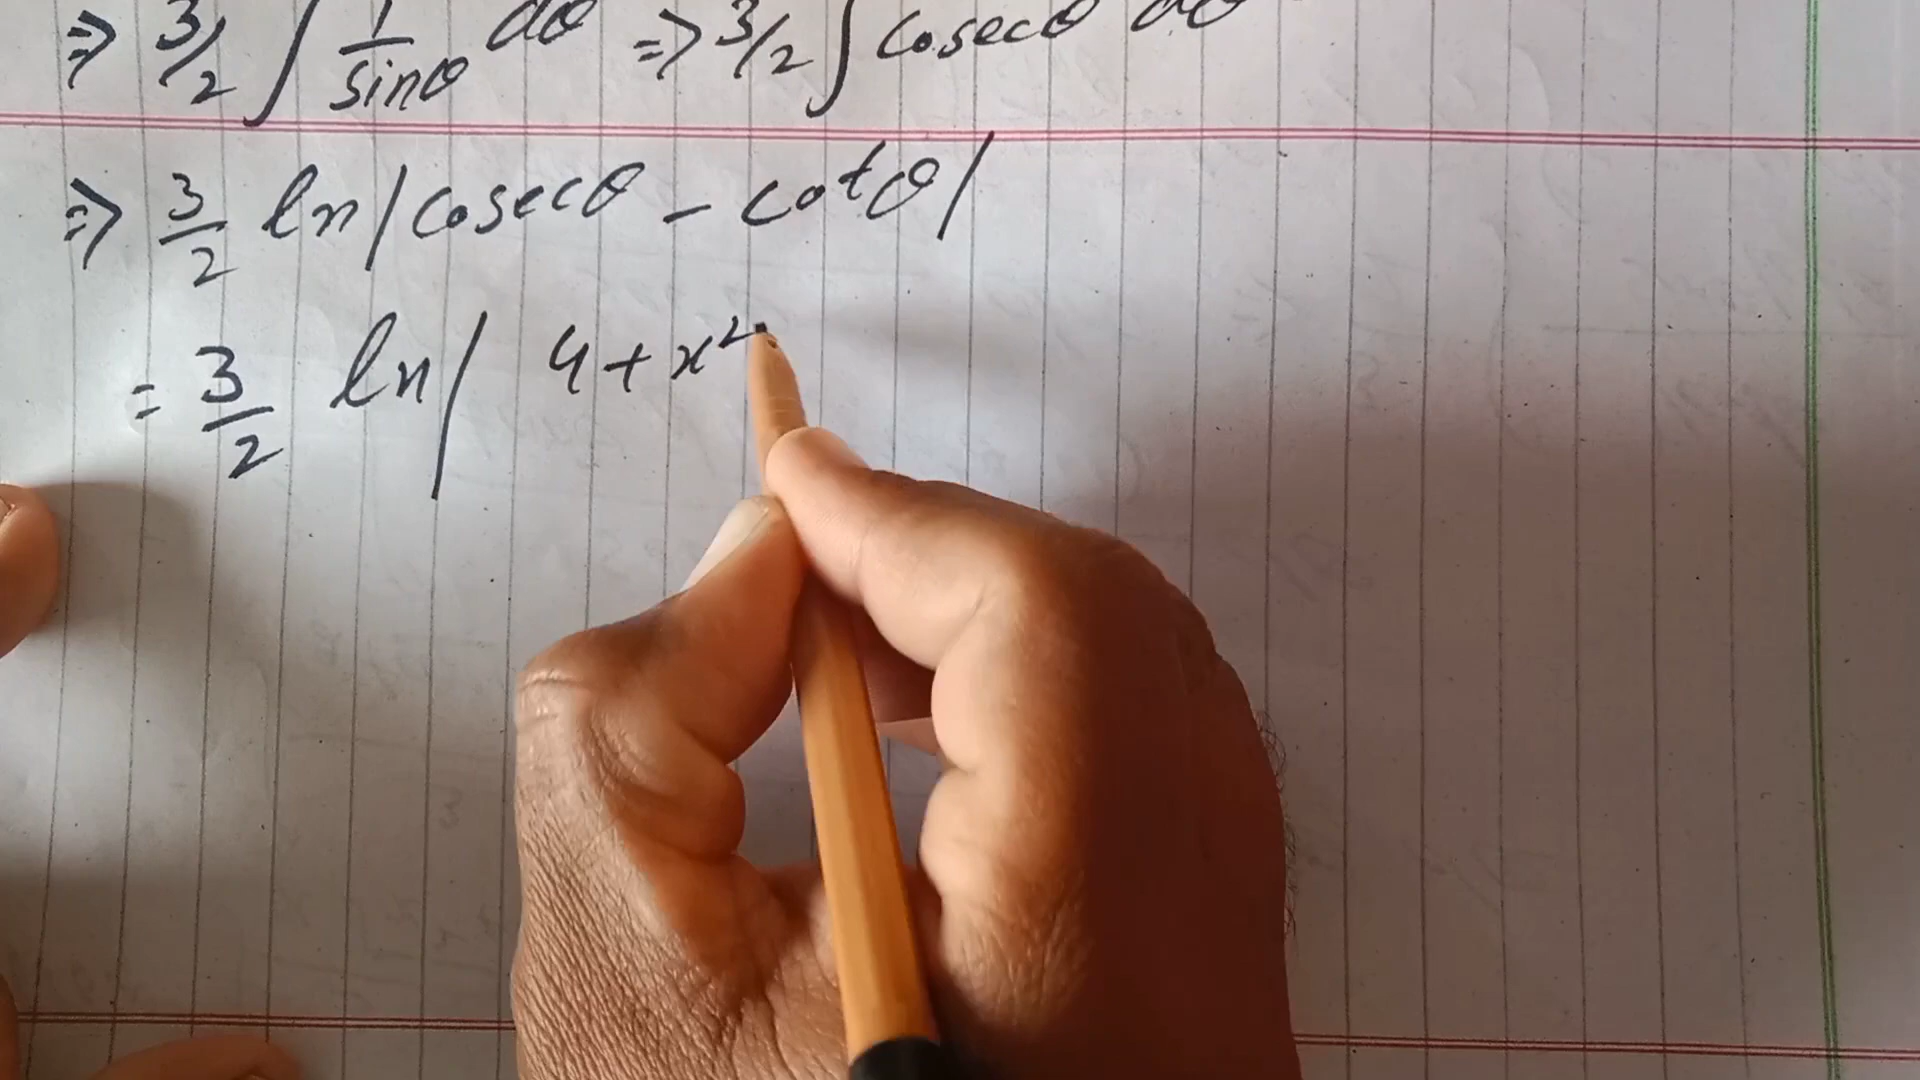 ⇒ 3/2 ∫ 1/sinθ dθ ⇒ 3/2 ∫ cosecθ dθ
⇒ 3/2 ln|cosecθ - cotθ|
= 3/2 ln| 4+x²